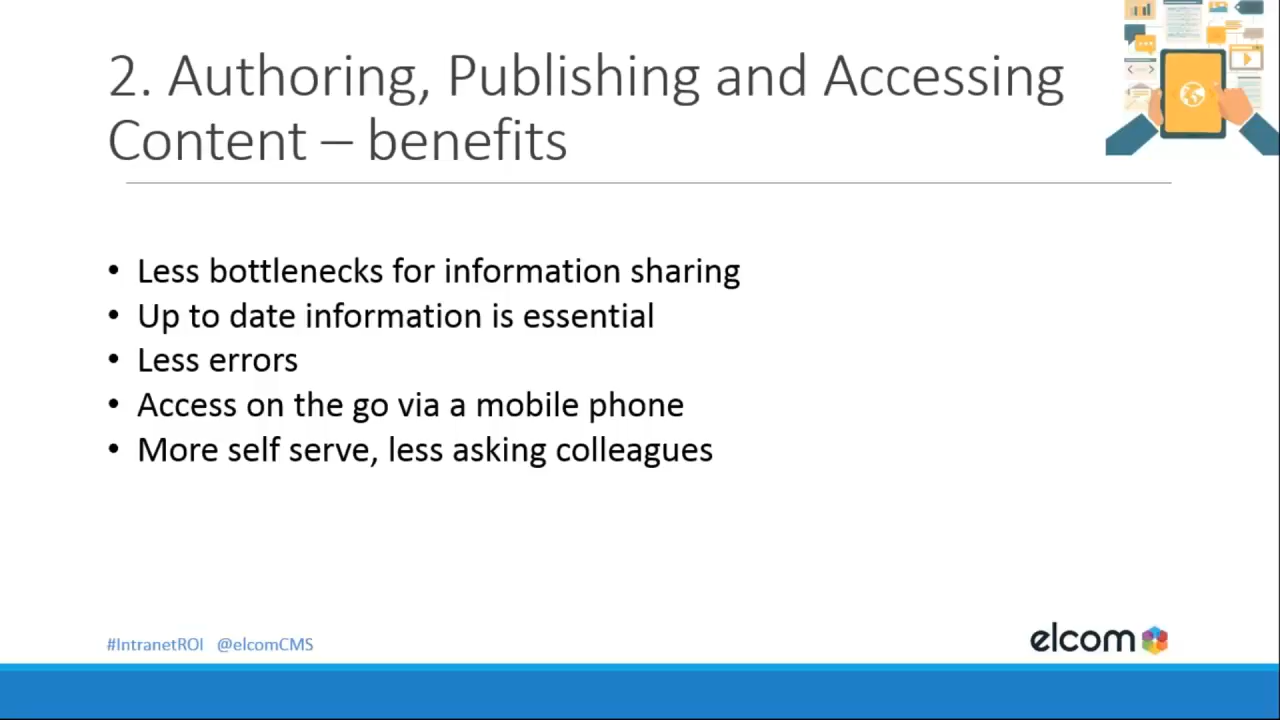 2. Authoring, Publishing and Accessing
Content – benefits
• Less bottlenecks for information sharing
• Up to date information is essential
• Less errors
• Access on the go via a mobile phone
• More self serve, less asking colleagues
#IntranetROI @elcomCMS
elcom